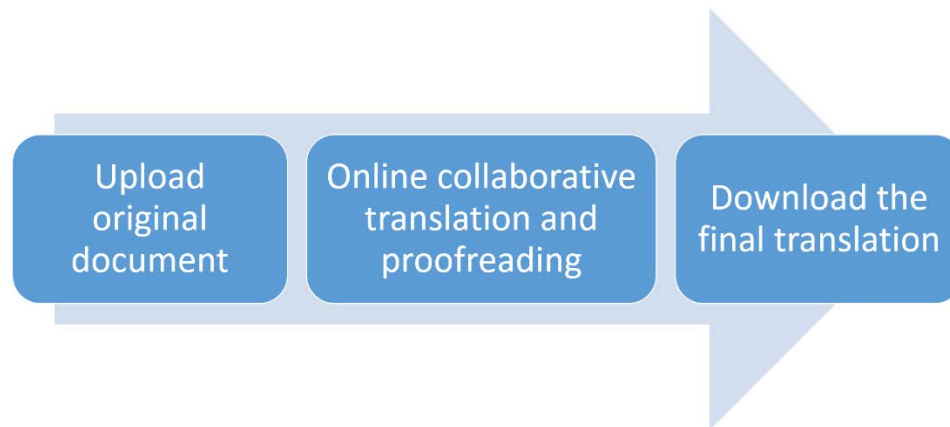 Upload
original
document
Online collaborative
translation and
proofreading
Download the
final translation